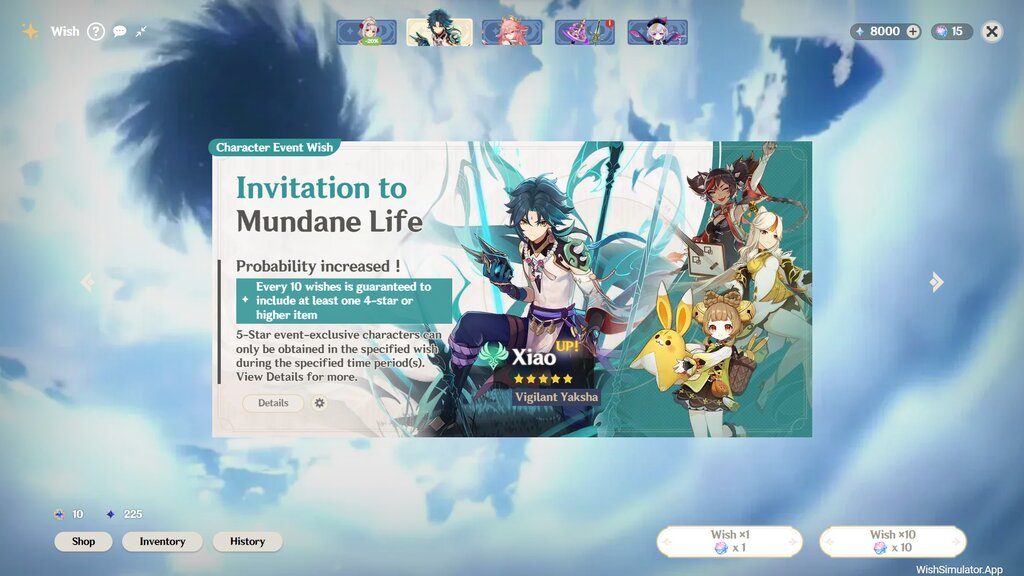 Wish ?
-20%
!
8000
15
Character Event Wish
Invitation to
Mundane Life
Probability increased !
Every 10 wishes is guaranteed to
include at least one 4-star or
higher item
5-Star event-exclusive characters can
only be obtained in the specified wish
during the specified time period(s).
View Details for more.
Details
UP!
Xiao
Vigilant Yaksha
10 225
Shop Inventory History
Wish ×1
x 1
Wish ×10
x 10
WishSimulator.App